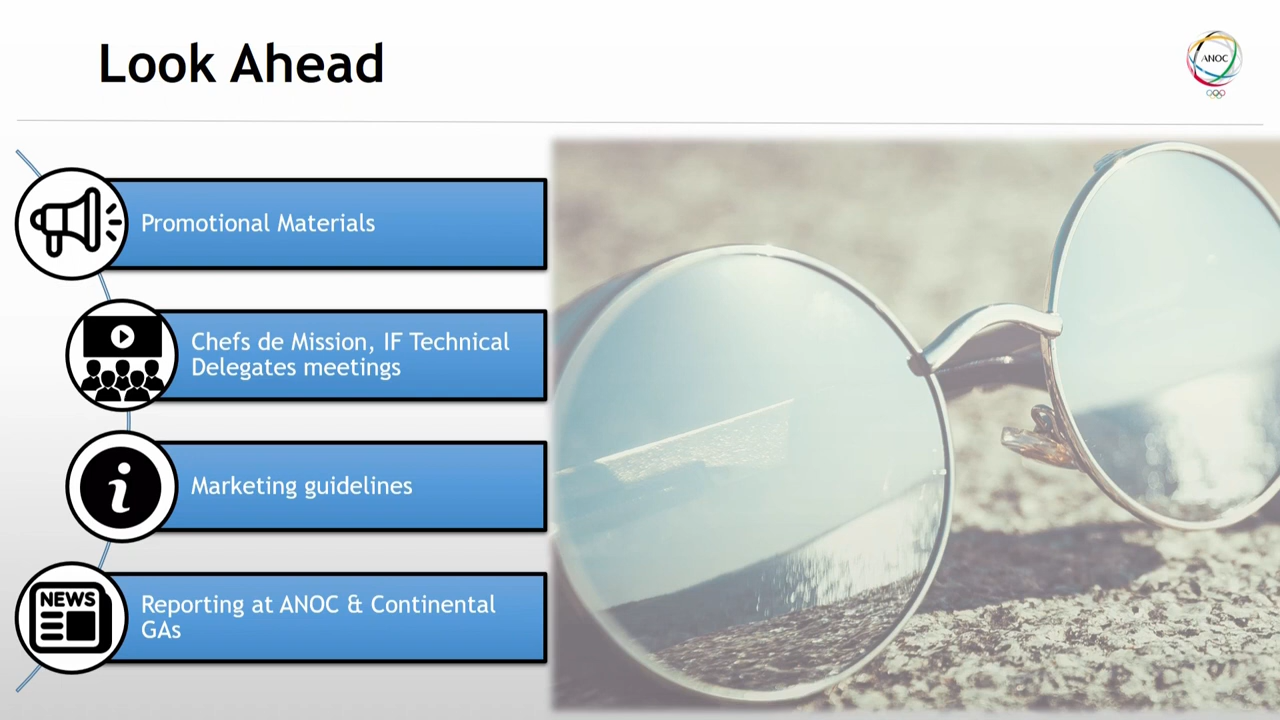 Look Ahead
ANOC
Promotional Materials
Chefs de Mission, IF Technical
Delegates meetings
i
Marketing guidelines
NEWS
Reporting at ANOC & Continental
GAs